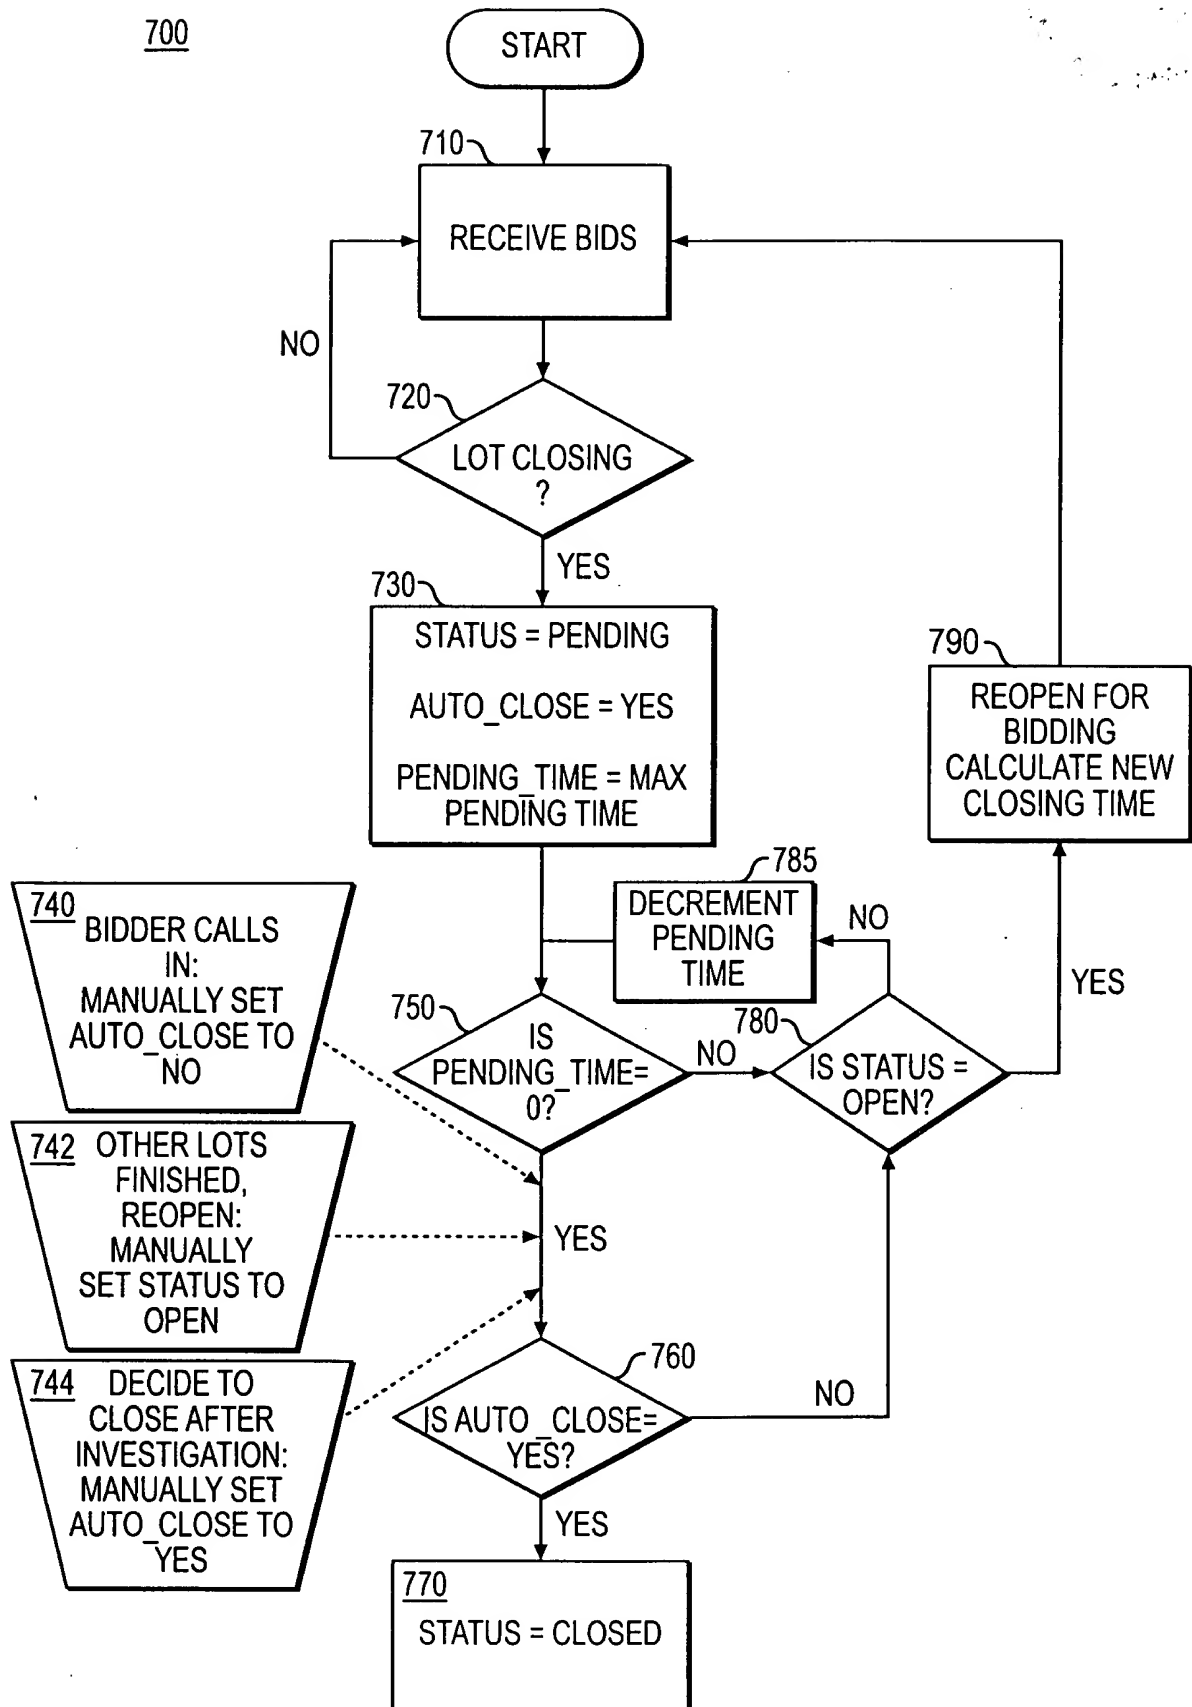 700
START
710
RECEIVE BIDS
NO
720
LOT CLOSING
?
YES
730
STATUS = PENDING
AUTO_CLOSE = YES
PENDING_TIME = MAX
PENDING TIME
790
REOPEN FOR
BIDDING
CALCULATE NEW
CLOSING TIME
785
DECREMENT
PENDING
TIME
NO
YES
740
BIDDER CALLS
IN:
MANUALLY SET
AUTO_CLOSE TO
NO
750
IS
PENDING_TIME=
0?
NO
780
IS STATUS =
OPEN?
742
OTHER LOTS
FINISHED,
REOPEN:
MANUALLY
SET STATUS TO
OPEN
YES
744
DECIDE TO
CLOSE AFTER
INVESTIGATION:
MANUALLY SET
AUTO_CLOSE TO
YES
760
IS AUTO_CLOSE=
YES?
NO
YES
770
STATUS = CLOSED